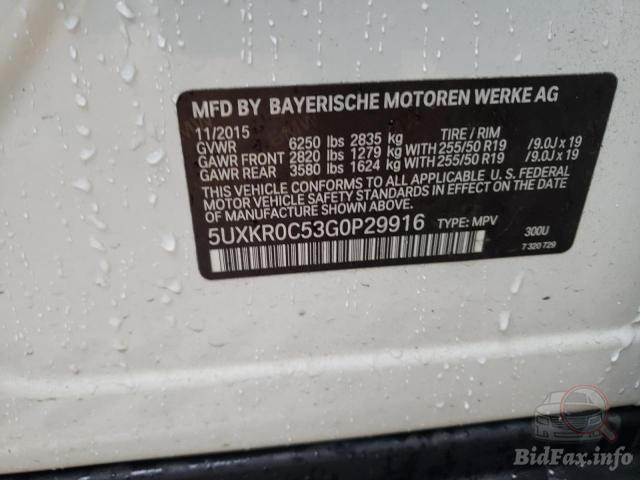 MFD BY BAYERISCHE MOTOREN WERKE AG
11/2015 TIRE / RIM
GVWR 6250 lbs 2835 kg
GAWR FRONT 2820 lbs 1279 kg WITH 255/50 R19 /9.0J x 19
GAWR REAR 3580 lbs 1624 kg WITH 255/50 R19 /9.0J x 19
THIS VEHICLE CONFORMS TO ALL APPLICABLE U. S. FEDERAL
MOTOR VEHICLE SAFETY STANDARDS IN EFFECT ON THE DATE
OF MANUFACTURE SHOWN ABOVE.
5UXKR0C53G0P29916 TYPE: MPV 300U
7 320 729
BidFax.info